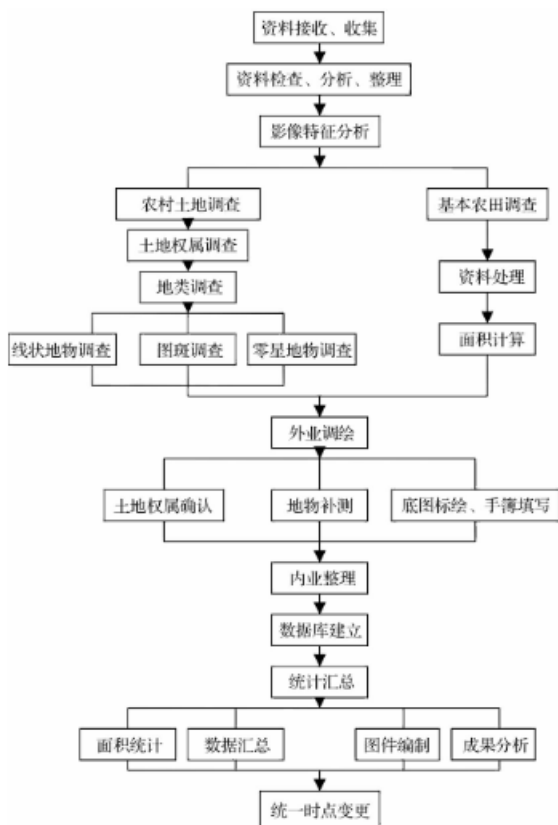 资料接收、收集
资料检查、分析、整理
影像特征分析
农村土地调查
基本农田调查
土地权属调查
资料处理
地类调查
线状地物调查
图斑调查
零星地物调查
面积计算
外业调绘
土地权属确认
地物补测
底图标绘、手簿填写
内业整理
数据库建立
统计汇总
面积统计
数据汇总
图件编制
成果分析
统一时点变更